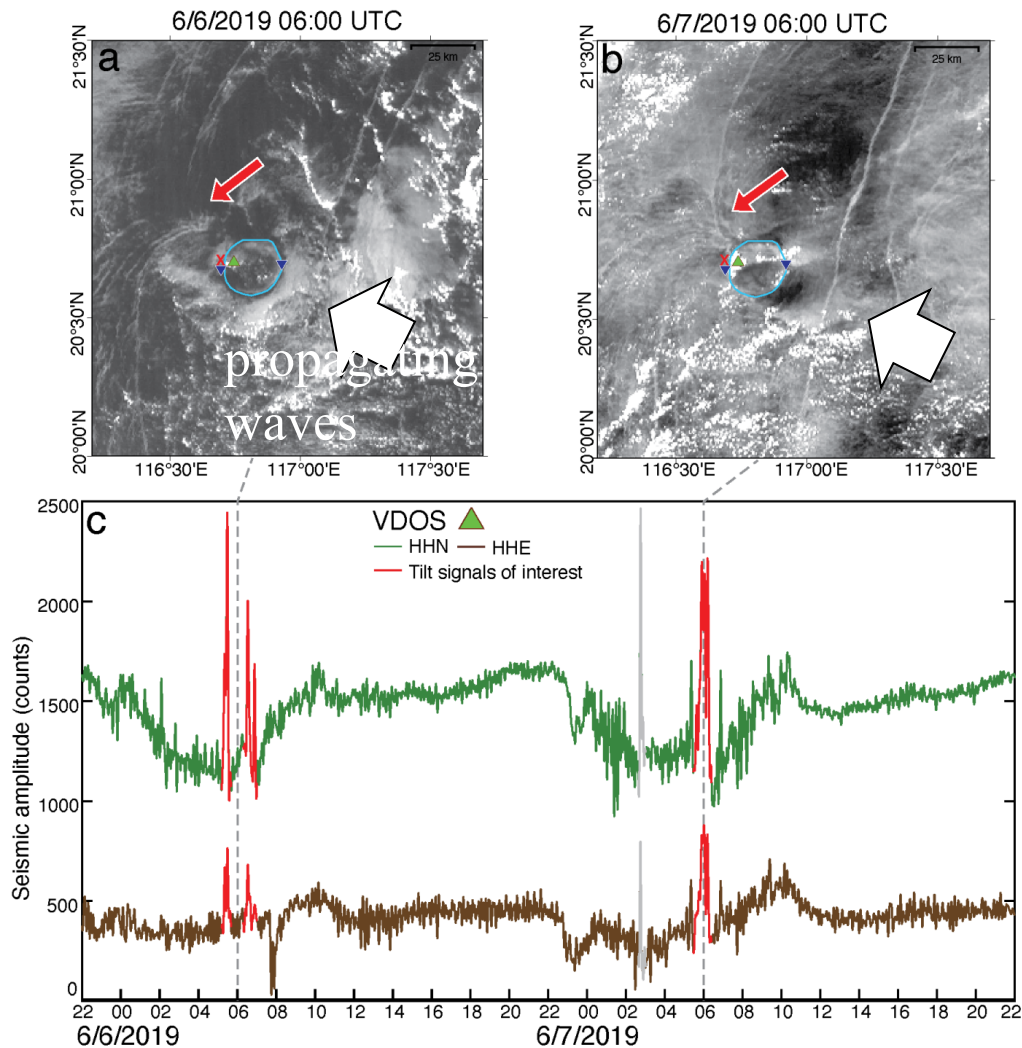 6/6/2019 06:00 UTC
6/7/2019 06:00 UTC
a
25 km
b
25 km
21°30'N
21°00'N
20°30'N
20°00'N
21°30'N
21°00'N
20°30'N
20°00'N
X
X
propagating
waves
116°30'E
117°00'E
117°30'E
116°30'E
117°00'E
117°30'E
c
VDOS
HHN
HHE
Tilt signals of interest
Seismic amplitude (counts)
2500
2000
1500
1000
500
0
22 00 02 04 06 08 10 12 14 16 18 20 22 00 02 04 06 08 10 12 14 16 18 20 22
6/6/2019
6/7/2019